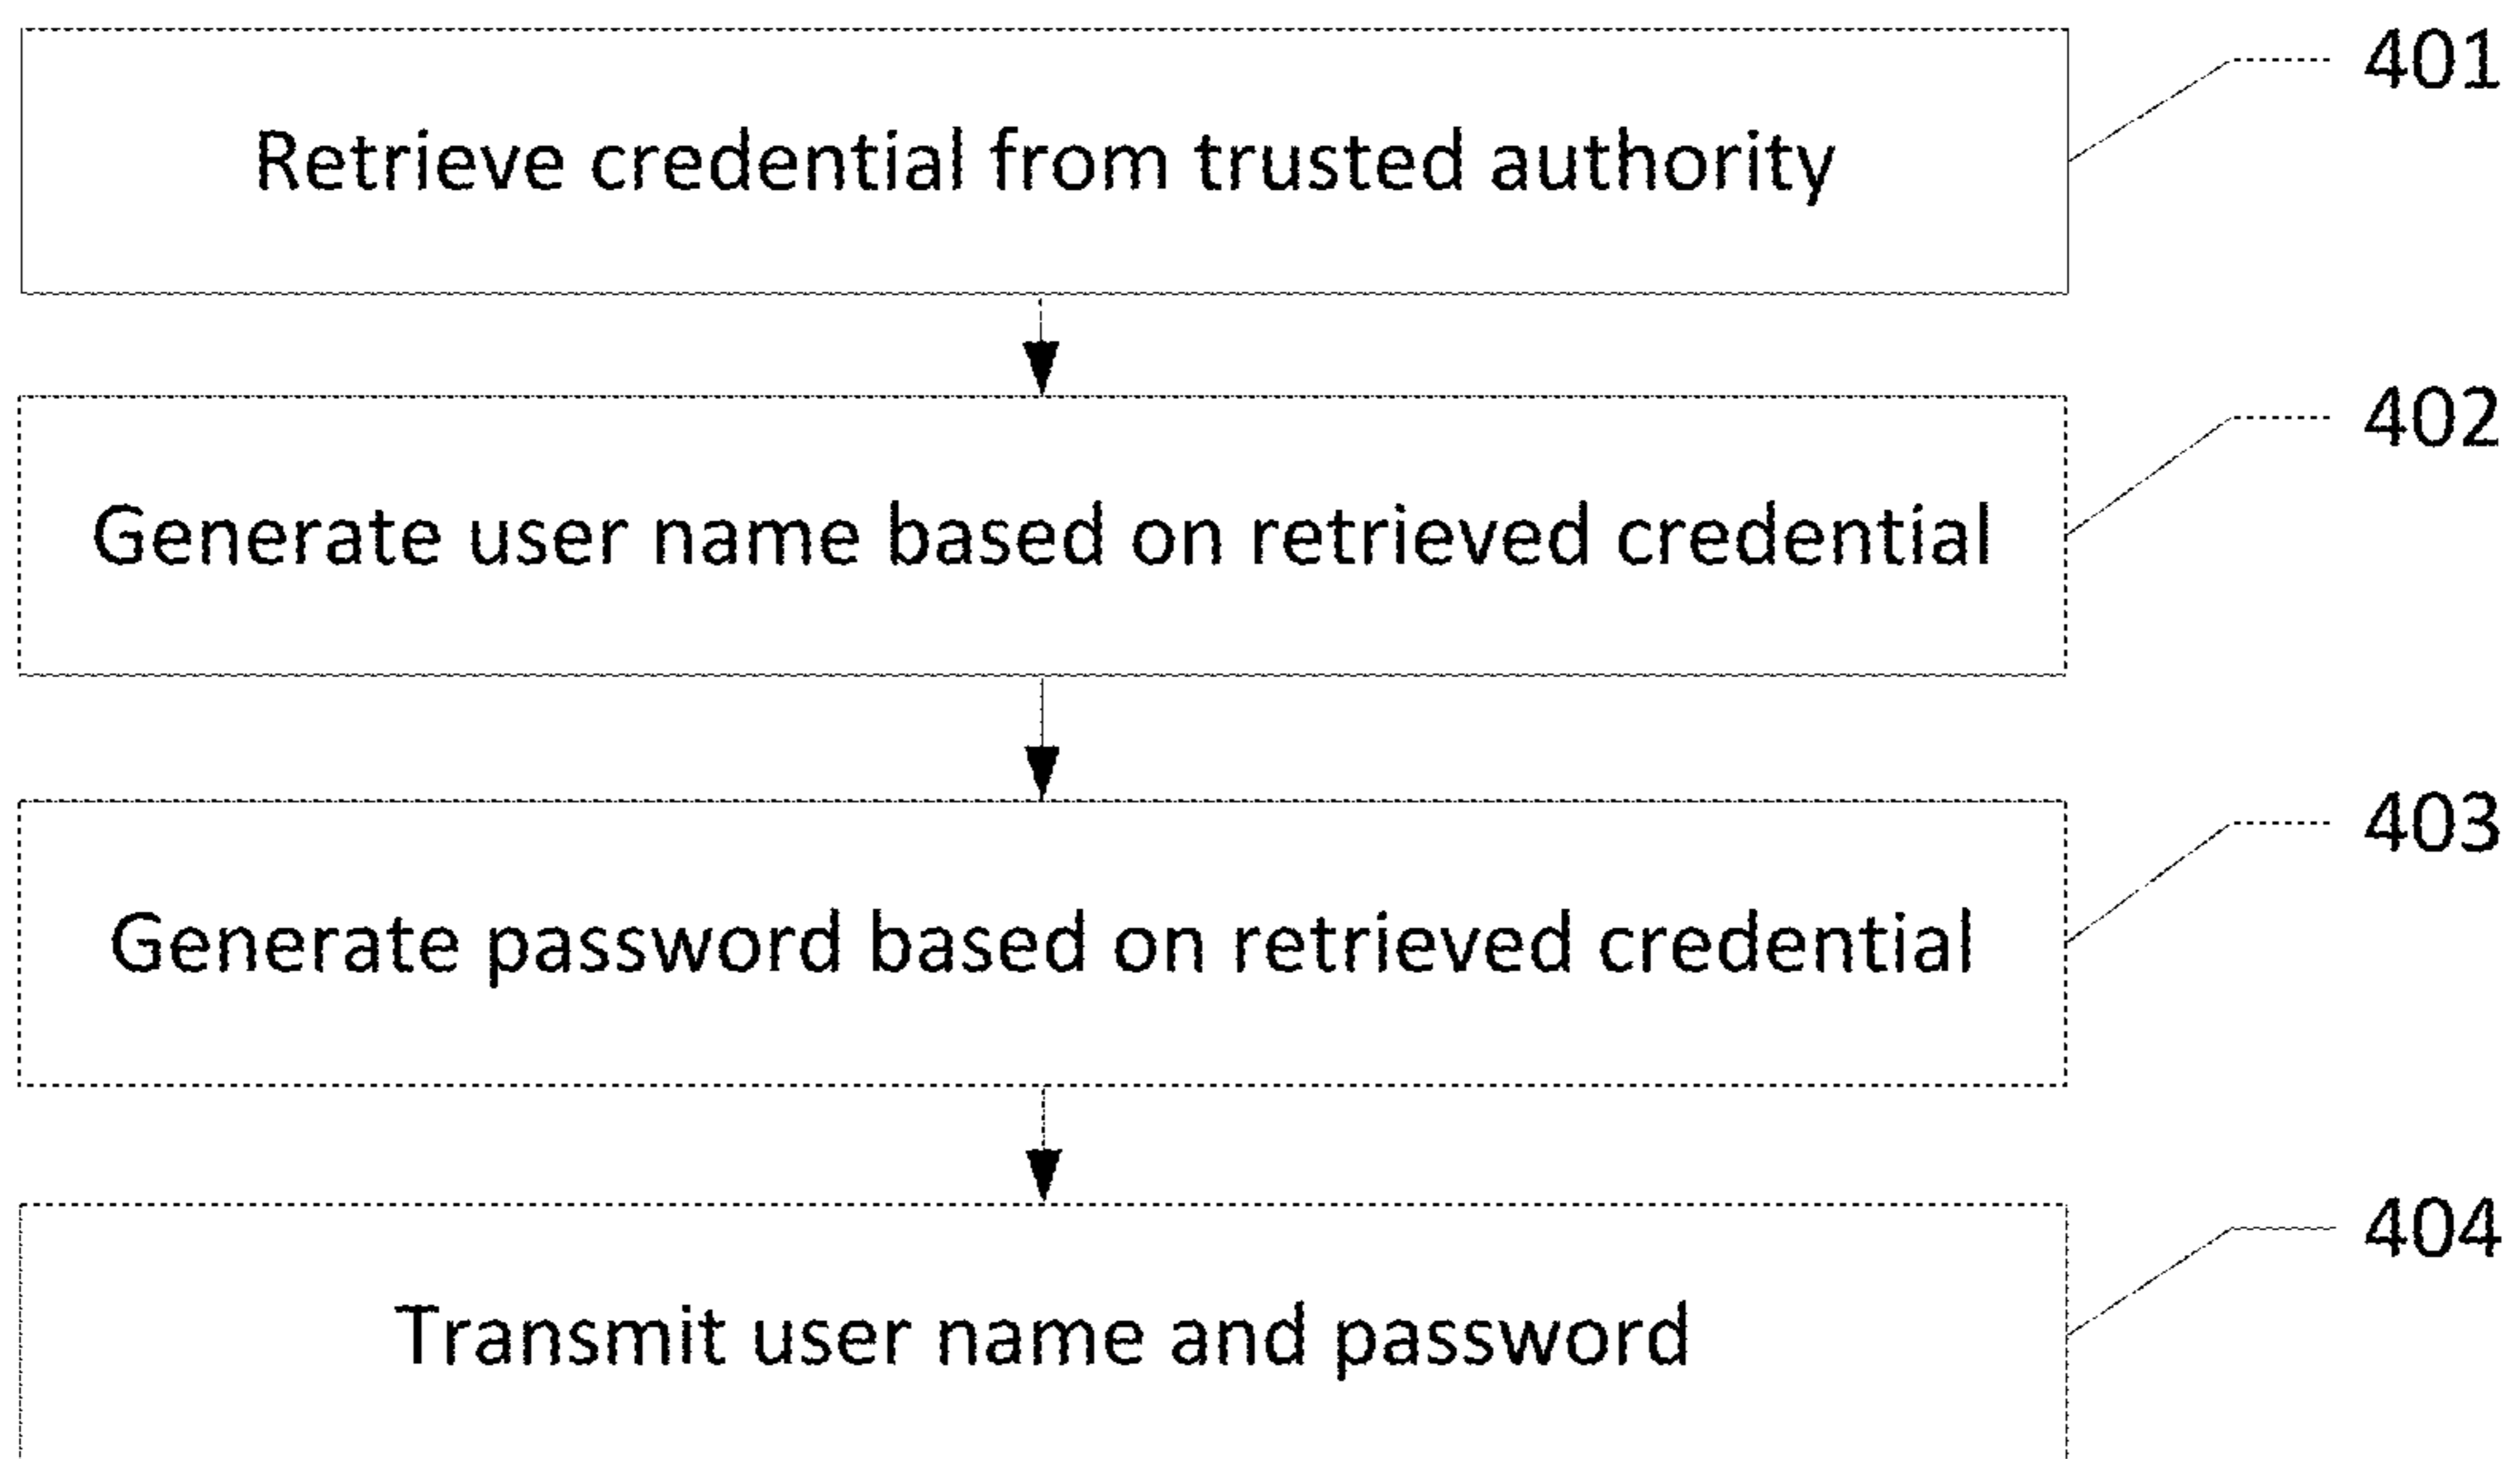 401
Retrieve credential from trusted authority
402
Generate user name based on retrieved credential
403
Generate password based on retrieved credential
404
Transmit user name and password